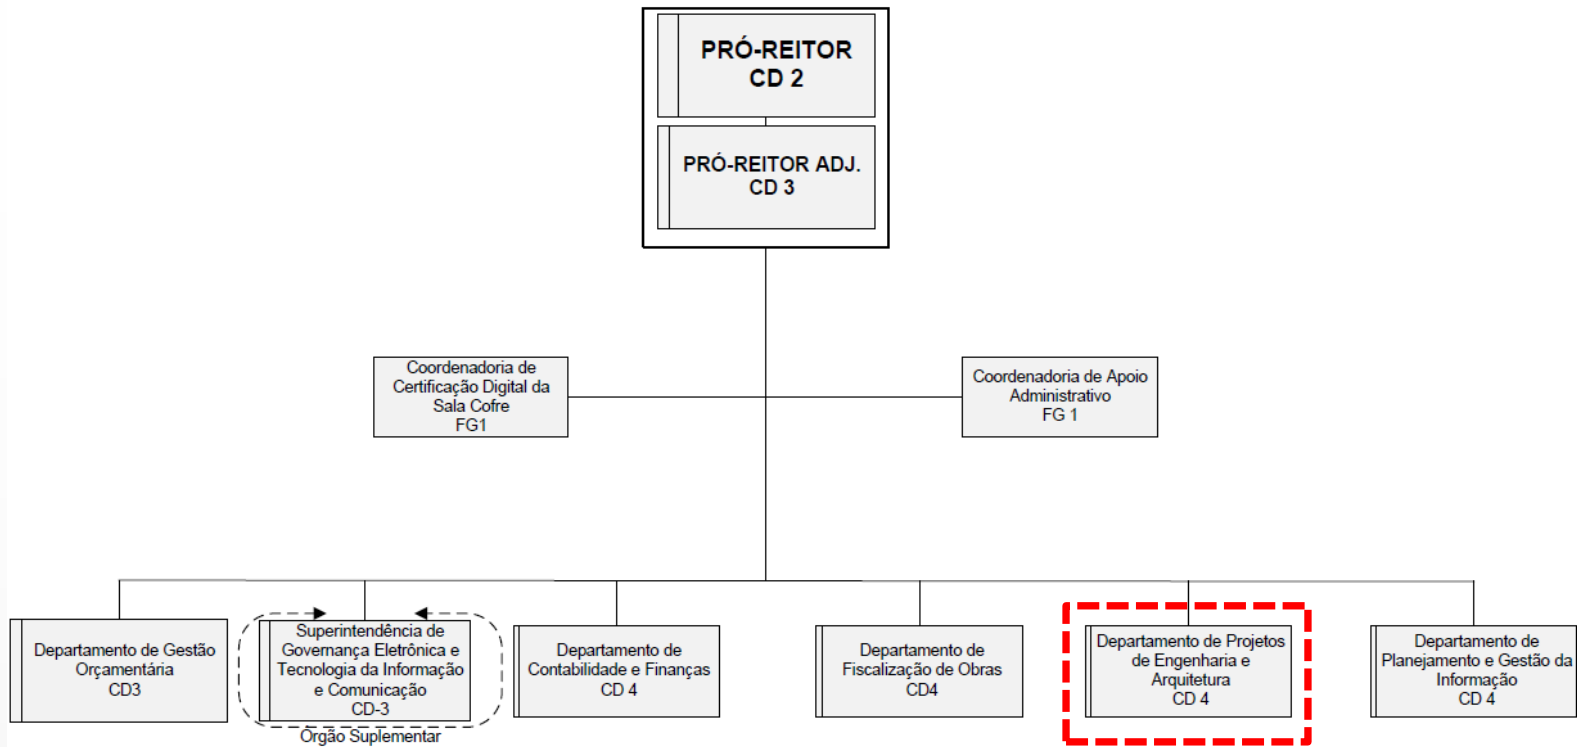 PRÓ-REITOR
CD 2
PRÓ-REITOR ADJ.
CD 3
Coordenadoria de
Certificação Digital da
Sala Cofre
FG1
Coordenadoria de Apoio
Administrativo
FG 1
Departamento de Gestão
Orçamentária
CD3
Superintendência de
Governança Eletrônica e
Tecnologia da Informação
e Comunicação
CD-3
Órgão Suplementar
Departamento de
Contabilidade e Finanças
CD 4
Departamento de
Fiscalização de Obras
CD4
Departamento de Projetos
de Engenharia e
Arquitetura
CD 4
Departamento de
Planejamento e Gestão da
Informação
CD 4